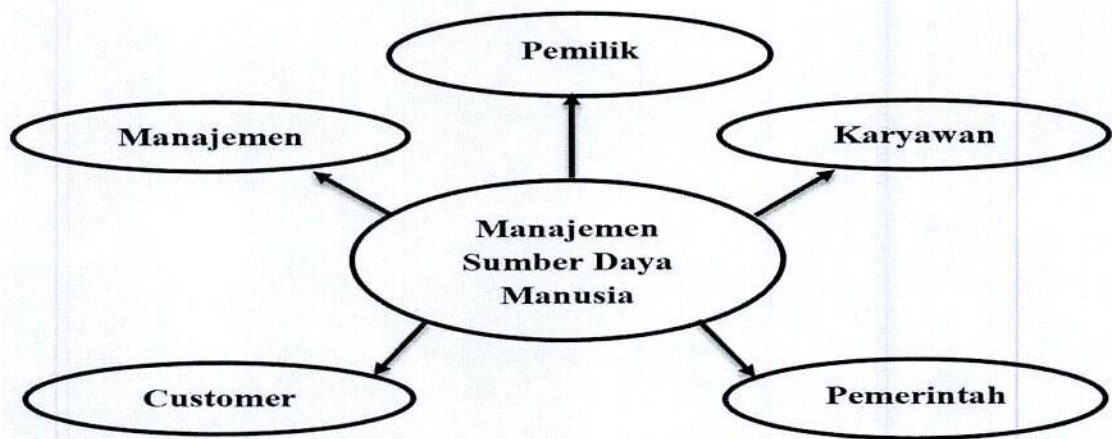 Pemilik
Manajemen
Karyawan
Manajemen
Sumber Daya
Manusia
Customer
Pemerintah